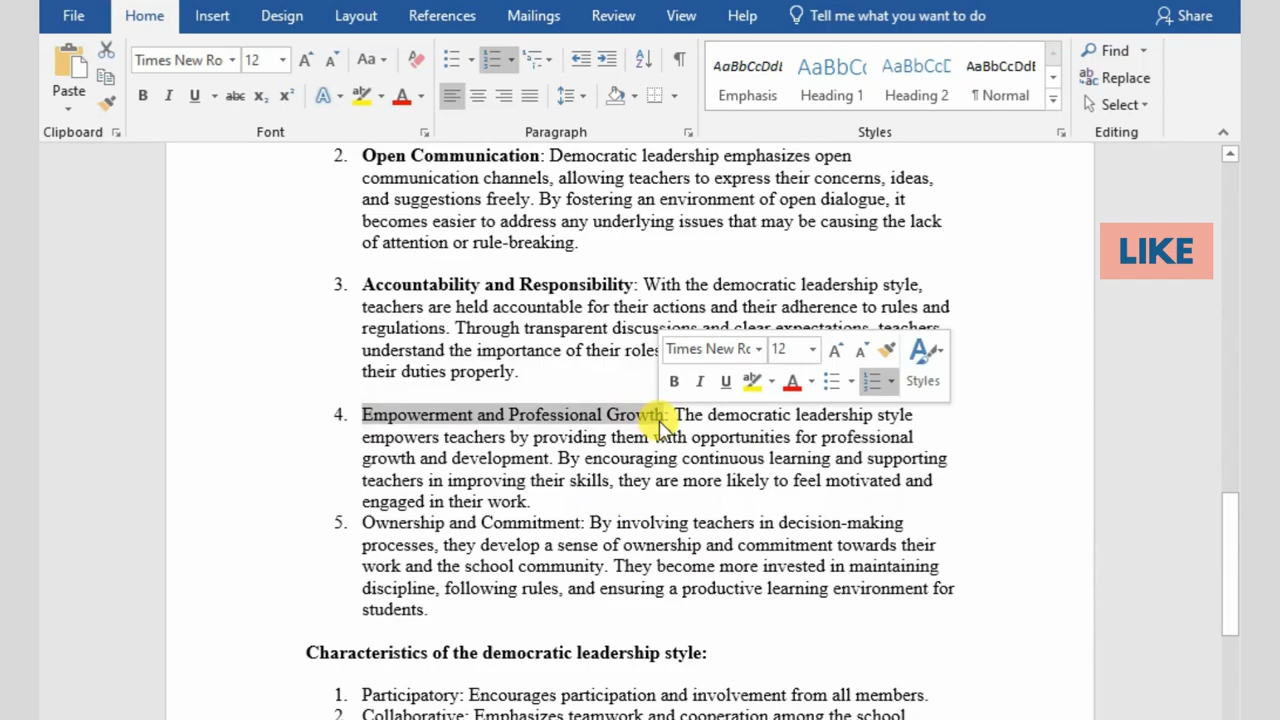 File Home Insert Design Layout References Mailings Review View Help Tell me what you want to do Share
Times New Ro 12 Aa
Paste
B I U abc X₂ X² A A
AaBbCcDdl AaBbC( AaBbCcD AaBbCcDdE
Emphasis Heading 1 Heading 2 ¶ Normal
Find
Replace
Select
Clipboard Font Paragraph Styles Editing
2. Open Communication: Democratic leadership emphasizes open
communication channels, allowing teachers to express their concerns, ideas,
and suggestions freely. By fostering an environment of open dialogue, it
becomes easier to address any underlying issues that may be causing the lack
of attention or rule-breaking.
LIKE
3. Accountability and Responsibility: With the democratic leadership style,
teachers are held accountable for their actions and their adherence to rules and
regulations. Through transparent discussions and clear expectations, teachers
understand the importance of their roles
their duties properly.
Times New Rc 12
B I U A Styles
4. Empowerment and Professional Growth: The democratic leadership style
empowers teachers by providing them with opportunities for professional
growth and development. By encouraging continuous learning and supporting
teachers in improving their skills, they are more likely to feel motivated and
engaged in their work.
5. Ownership and Commitment: By involving teachers in decision-making
processes, they develop a sense of ownership and commitment towards their
work and the school community. They become more invested in maintaining
discipline, following rules, and ensuring a productive learning environment for
students.
Characteristics of the democratic leadership style:
1. Participatory: Encourages participation and involvement from all members.
2. Collaborative: Emphasizes teamwork and cooperation among the school